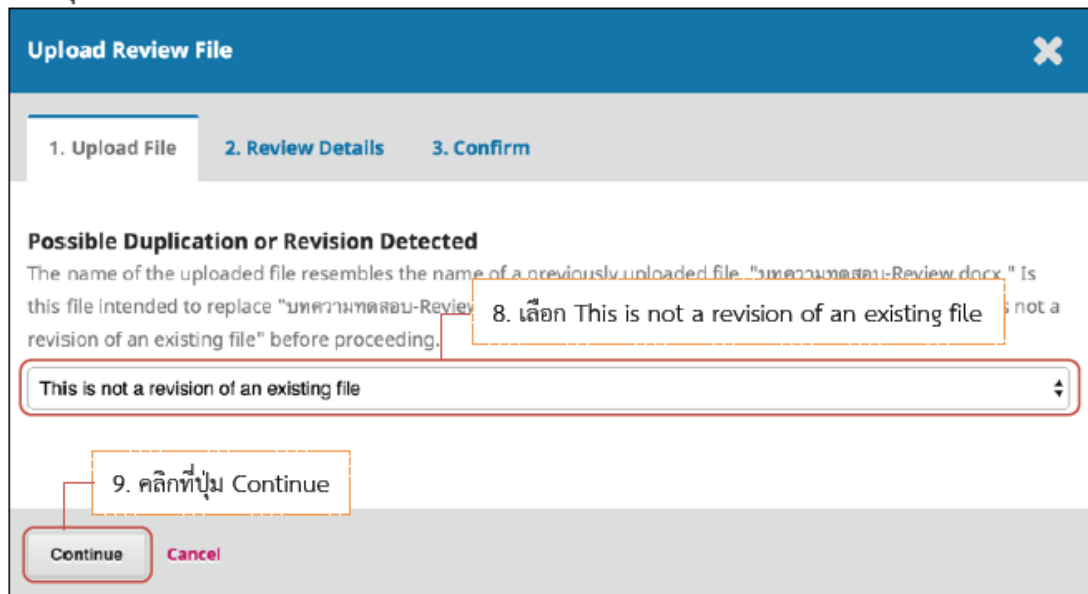 Upload Review File
1. Upload File 2. Review Details 3. Confirm
Possible Duplication or Revision Detected
The name of the uploaded file resembles the name of a previously uploaded file, "บทความทดสอบ-Review.docx." Is
this file intended to replace "บทความทดสอบ-Review
8. เลือก This is not a revision of an existing file
not a
revision of an existing file" before proceeding.
This is not a revision of an existing file
9. คลิกที่ปุ่ม Continue
Continue Cancel